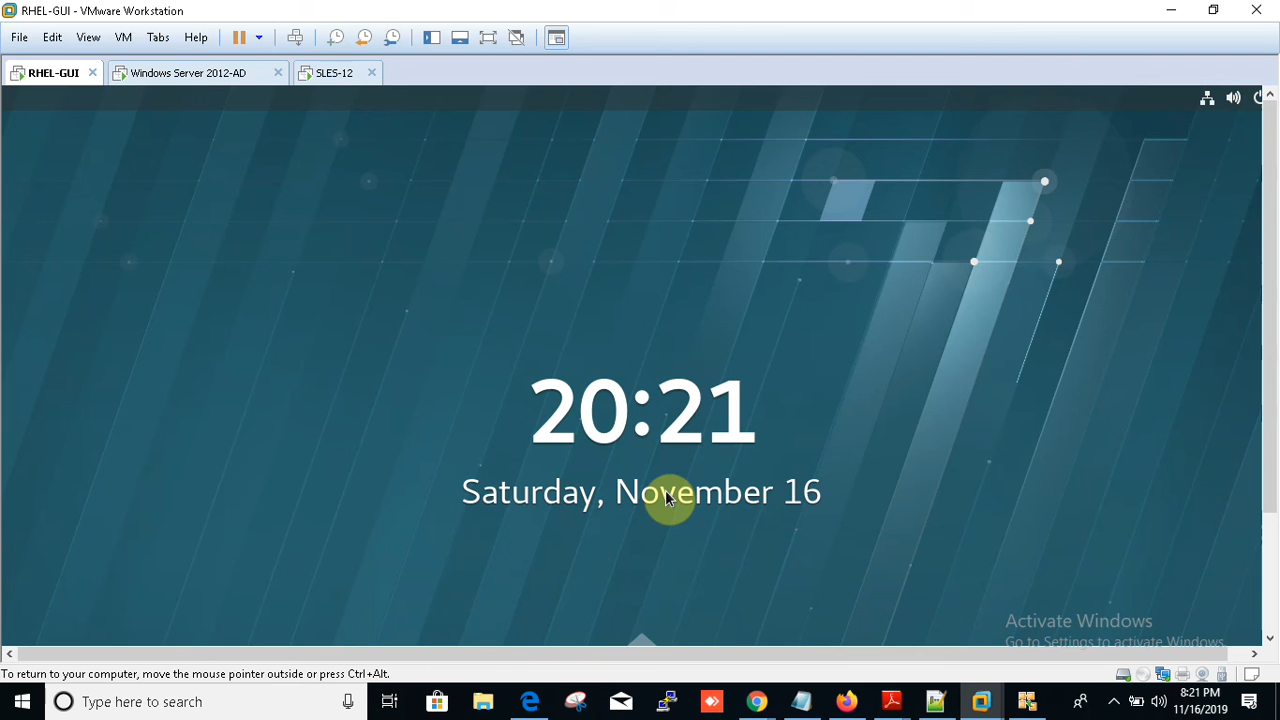 RHEL-GUI - VMware Workstation
File Edit View VM Tabs Help
RHEL-GUI Windows Server 2012-AD SLES-12
20:21
Saturday, November 16
Activate Windows
Go to Settings to activate Windows.
To return to your computer, move the mouse pointer outside or press Ctrl+Alt.
Type here to search
8:21 PM
11/16/2019